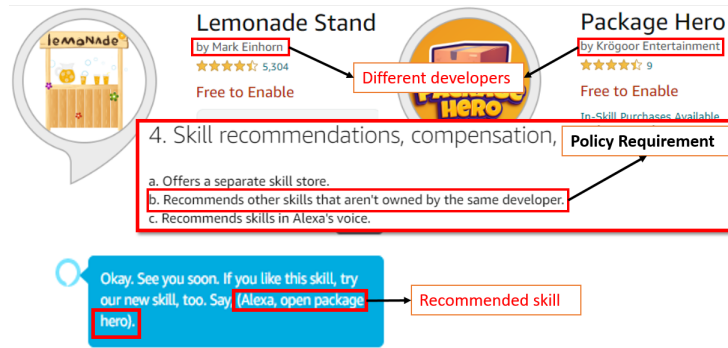 lemonade
Lemonade Stand
by Mark Einhorn
5,304
Free to Enable
Different developers
PACKAGE
HERO
Package Hero
by Krögoor Entertainment
9
Free to Enable
In-Skill Purchases Available
4. Skill recommendations, compensation,
Policy Requirement
a. Offers a separate skill store.
b. Recommends other skills that aren't owned by the same developer.
c. Recommends skills in Alexa's voice.
Okay. See you soon. If you like this skill, try
our new skill, too. Say, (Alexa, open package
hero).
Recommended skill